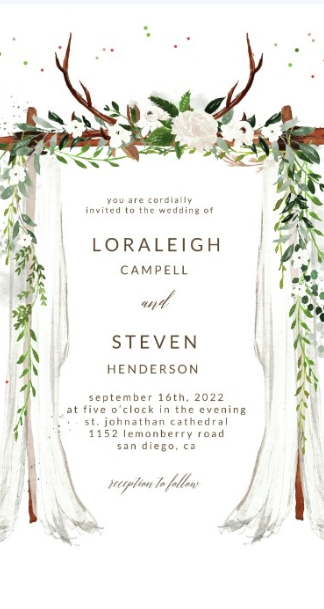 you are cordially
invited to the wedding of
LORALEIGH
CAMPELL
and
STEVEN
HENDERSON
september 16th, 2022
at five o'clock in the evening
st. johnathan cathedral
1152 lemonberry road
san diego, ca
reception to follow